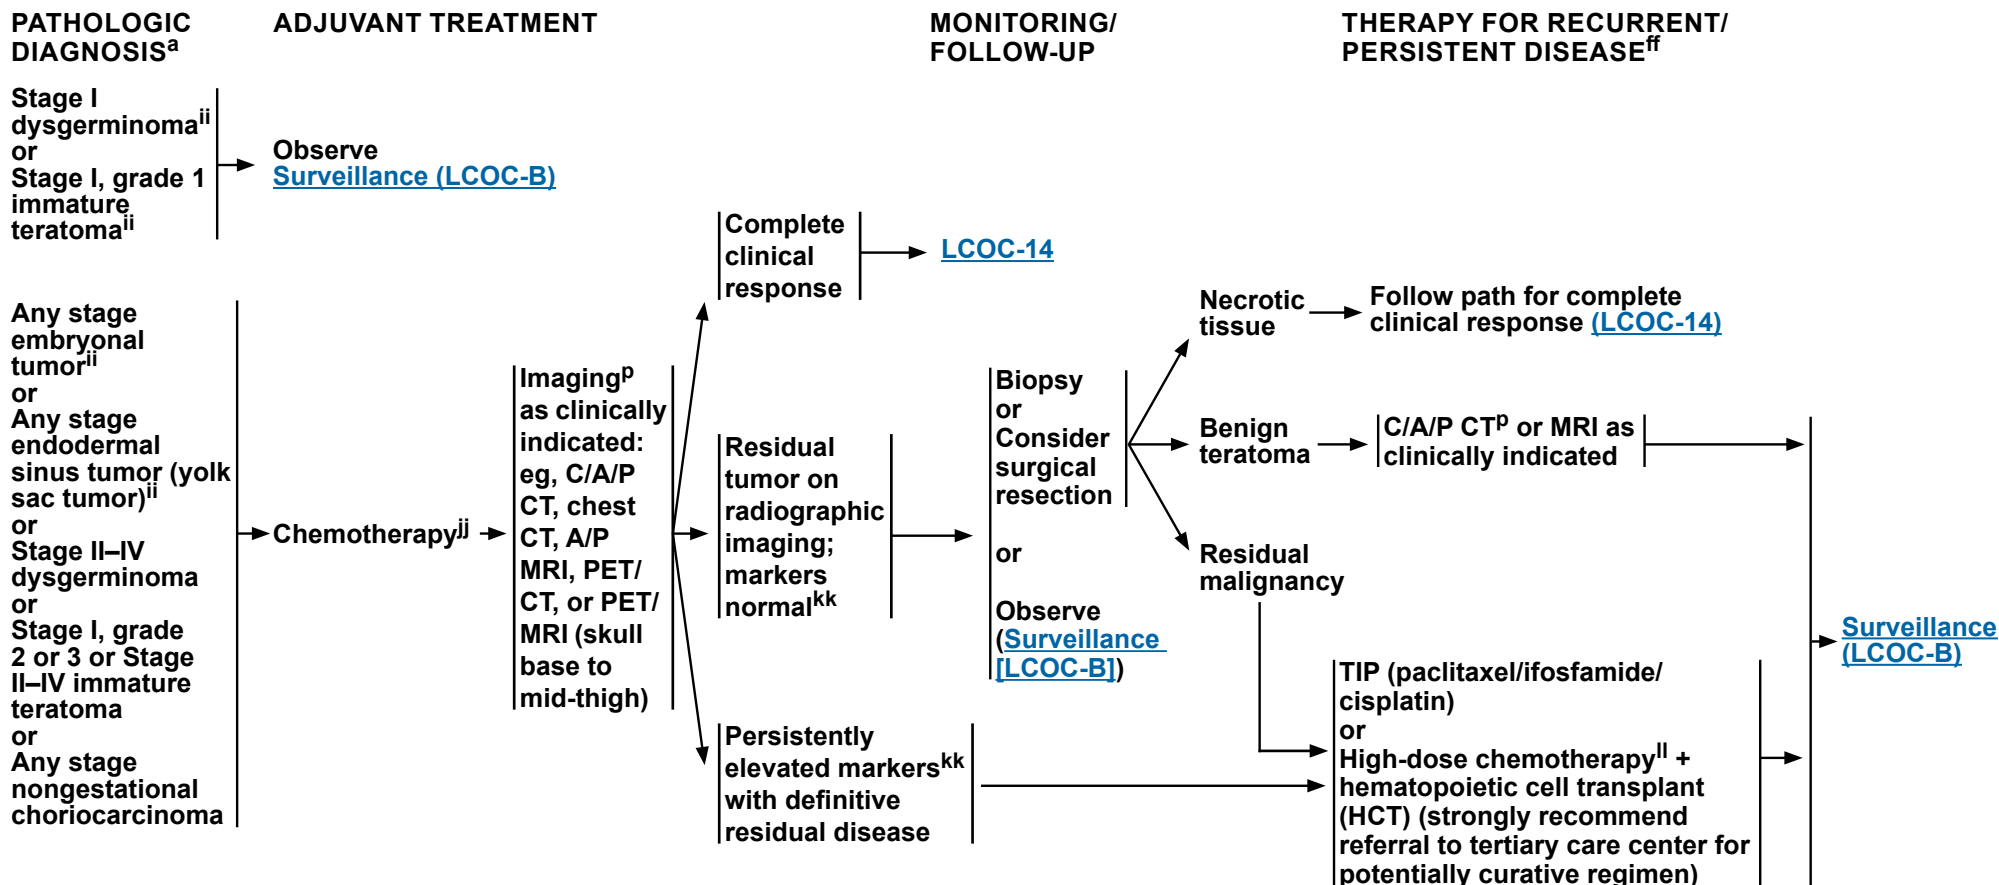 PATHOLOGIC
DIAGNOSISa
ADJUVANT TREATMENT
MONITORING/
FOLLOW-UP
THERAPY FOR RECURRENT/
PERSISTENT DISEASEff
Stage I
dysgerminomaii
or
Stage I, grade 1
immature
teratomaii
Observe
Surveillance (LCOC-B)
Any stage
embryonal
tumorii
or
Any stage
endodermal
sinus tumor (yolk
sac tumor)ii
or
Stage II–IV
dysgerminoma
or
Stage I, grade
2 or 3 or Stage
II–IV immature
teratoma
or
Any stage
nongestational
choriocarcinoma
Chemotherapyjj
Imagingp
as clinically
indicated:
eg, C/A/P
CT, chest
CT, A/P
MRI, PET/
CT, or PET/
MRI (skull
base to
mid-thigh)
Complete
clinical
response
LCOC-14
Residual
tumor on
radiographic
imaging;
markers
normalkk
Biopsy
or
Consider
surgical
resection
or
Observe
(Surveillance
[LCOC-B])
Necrotic
tissue
Follow path for complete
clinical response (LCOC-14)
Benign
teratoma
C/A/P CTp or MRI as
clinically indicated
Residual
malignancy
Persistently
elevated markerskk
with definitive
residual disease
TIP (paclitaxel/ifosfamide/
cisplatin)
or
High-dose chemotherapyll +
hematopoietic cell transplant
(HCT) (strongly recommend
referral to tertiary care center for
potentially curative regimen)
Surveillance
(LCOC-B)